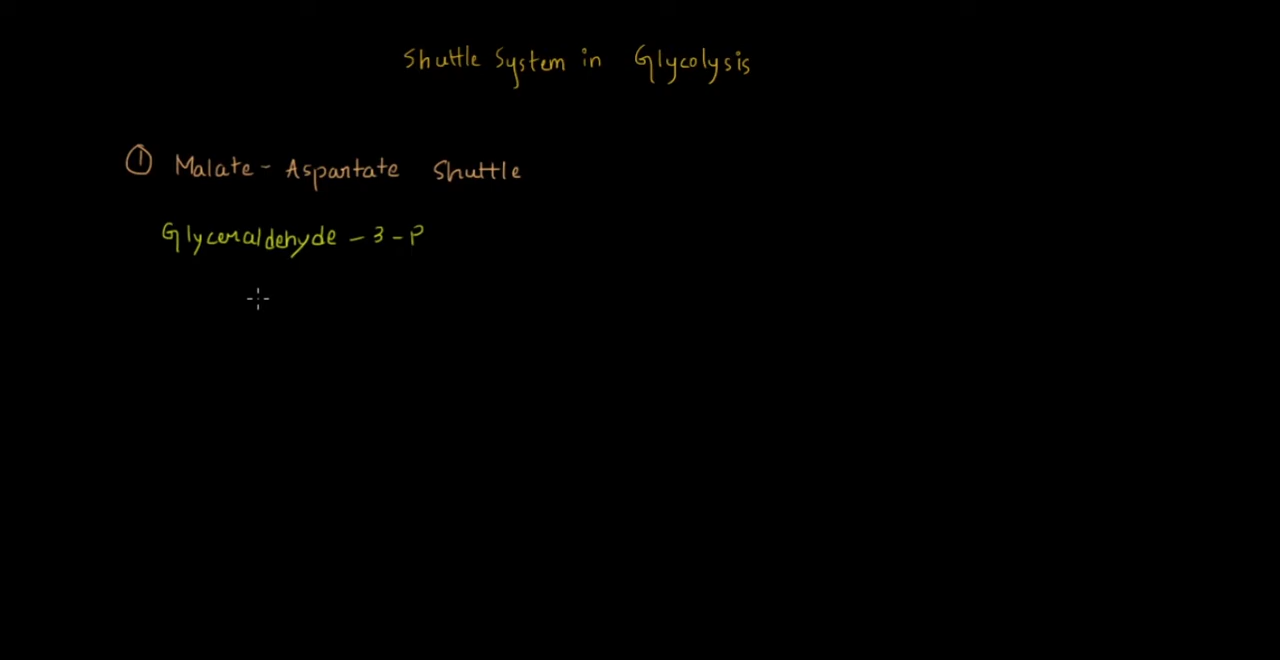 Shuttle System in Glycolysis
① Malate - Aspartate Shuttle
Glyceraldehyde - 3 - P